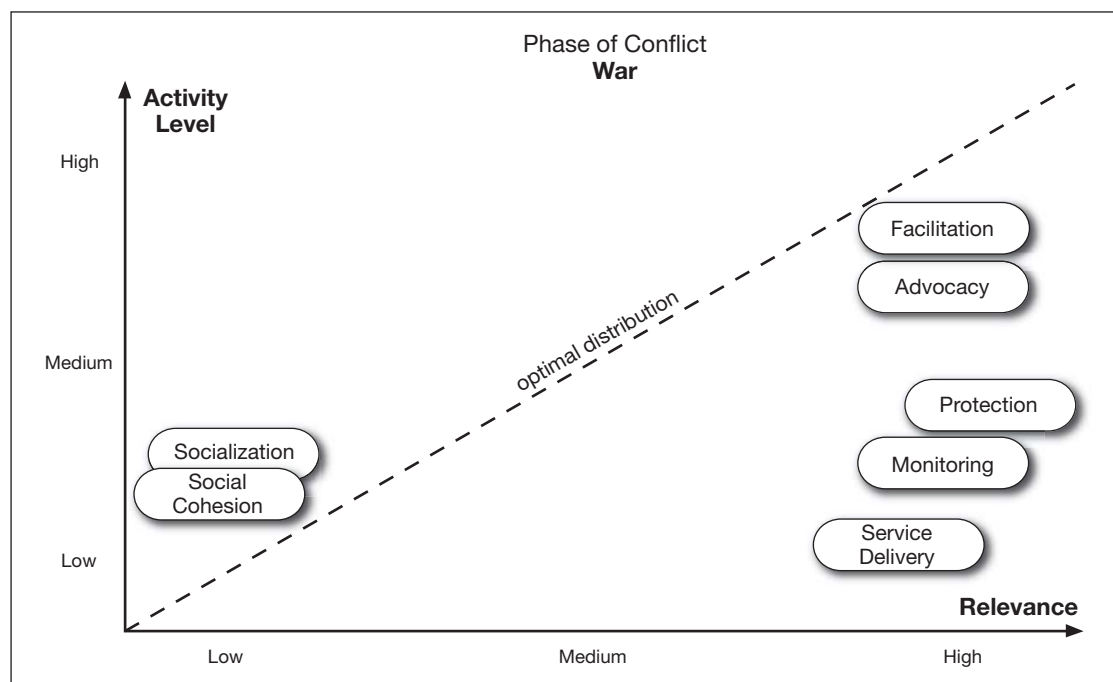 Phase of Conflict
War
Activity
Level
High
Medium
Low
optimal distribution
Facilitation
Advocacy
Protection
Monitoring
Service
Delivery
Socialization
Social
Cohesion
Relevance
Low
Medium
High